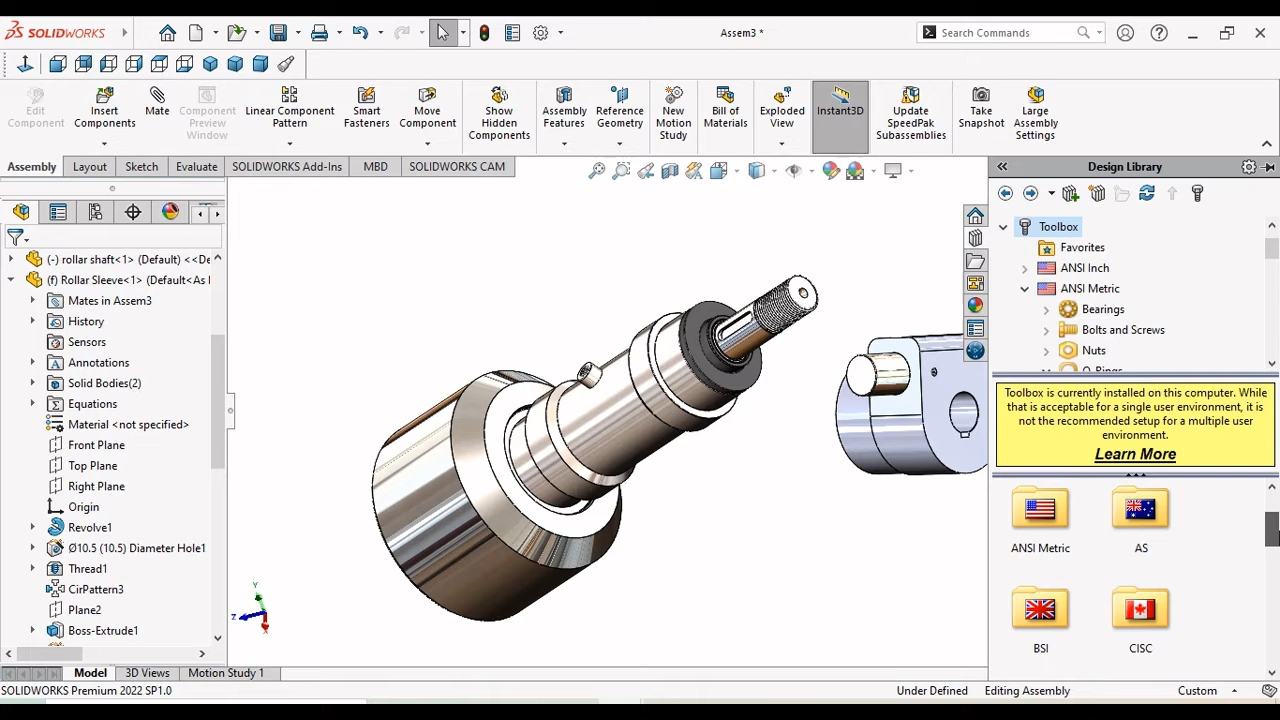 SOLIDWORKS
Assem3 *
Search Commands
Edit
Component
Insert
Components
Mate
Component
Preview
Window
Linear Component
Pattern
Smart
Fasteners
Move
Component
Show
Hidden
Components
Assembly
Features
Reference
Geometry
New
Motion
Study
Bill of
Materials
Exploded
View
Instant3D
Update
SpeedPak
Subassemblies
Take
Snapshot
Large
Assembly
Settings
Assembly
Layout
Sketch
Evaluate
SOLIDWORKS Add-Ins
MBD
SOLIDWORKS CAM
Design Library
(-) rollar shaft<1> (Default) <<De
(f) Rollar Sleeve<1> (Default<As I
Mates in Assem3
History
Sensors
Annotations
Solid Bodies(2)
Equations
Material <not specified>
Front Plane
Top Plane
Right Plane
Origin
Revolve1
Ø10.5 (10.5) Diameter Hole1
Thread1
CirPattern3
Plane2
Boss-Extrude1
Toolbox
Favorites
ANSI Inch
ANSI Metric
Bearings
Bolts and Screws
Nuts
O-Rings
Toolbox is currently installed on this computer. While
that is acceptable for a single user environment, it is
not the recommended setup for a multiple user
environment.
Learn More
ANSI Metric
AS
BSI
CISC
Y
Z
X
Model
3D Views
Motion Study 1
SOLIDWORKS Premium 2022 SP1.0
Under Defined
Editing Assembly
Custom